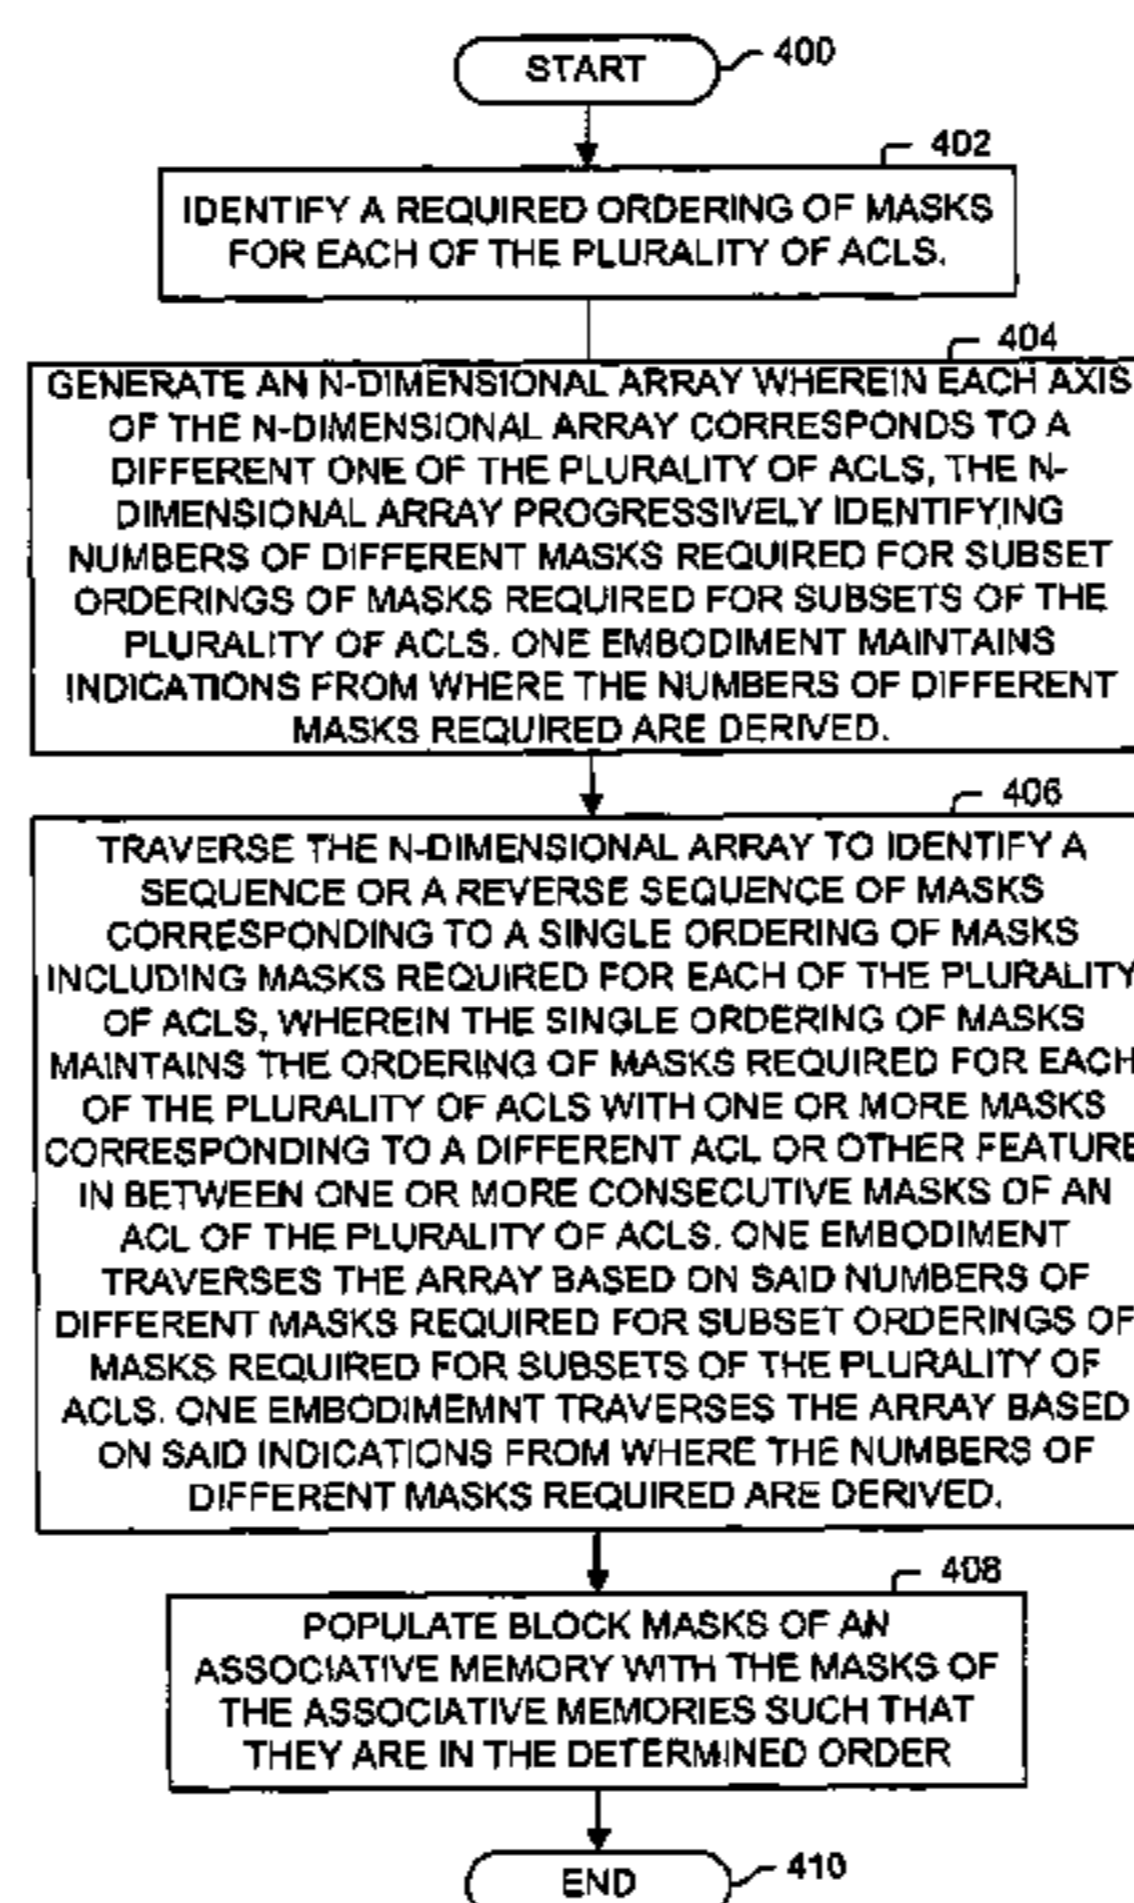 START
400
402
IDENTIFY A REQUIRED ORDERING OF MASKS
FOR EACH OF THE PLURALITY OF ACLS.
404
GENERATE AN N-DIMENSIONAL ARRAY WHEREIN EACH AXIS
OF THE N-DIMENSIONAL ARRAY CORRESPONDS TO A
DIFFERENT ONE OF THE PLURALITY OF ACLS, THE N-
DIMENSIONAL ARRAY PROGRESSIVELY IDENTIFYING
NUMBERS OF DIFFERENT MASKS REQUIRED FOR SUBSET
ORDERINGS OF MASKS REQUIRED FOR SUBSETS OF THE
PLURALITY OF ACLS. ONE EMBODIMENT MAINTAINS
INDICATIONS FROM WHERE THE NUMBERS OF DIFFERENT
MASKS REQUIRED ARE DERIVED.
406
TRAVERSE THE N-DIMENSIONAL ARRAY TO IDENTIFY A
SEQUENCE OR A REVERSE SEQUENCE OF MASKS
CORRESPONDING TO A SINGLE ORDERING OF MASKS
INCLUDING MASKS REQUIRED FOR EACH OF THE PLURALITY
OF ACLS, WHEREIN THE SINGLE ORDERING OF MASKS
MAINTAINS THE ORDERING OF MASKS REQUIRED FOR EACH
OF THE PLURALITY OF ACLS WITH ONE OR MORE MASKS
CORRESPONDING TO A DIFFERENT ACL OR OTHER FEATURE
IN BETWEEN ONE OR MORE CONSECUTIVE MASKS OF AN
ACL OF THE PLURALITY OF ACLS. ONE EMBODIMENT
TRAVERSES THE ARRAY BASED ON SAID NUMBERS OF
DIFFERENT MASKS REQUIRED FOR SUBSET ORDERINGS OF
MASKS REQUIRED FOR SUBSETS OF THE PLURALITY OF
ACLS. ONE EMBODIMEMNT TRAVERSES THE ARRAY BASED
ON SAID INDICATIONS FROM WHERE THE NUMBERS OF
DIFFERENT MASKS REQUIRED ARE DERIVED.
408
POPULATE BLOCK MASKS OF AN
ASSOCIATIVE MEMORY WITH THE MASKS OF
THE ASSOCIATIVE MEMORIES SUCH THAT
THEY ARE IN THE DETERMINED ORDER
END
410